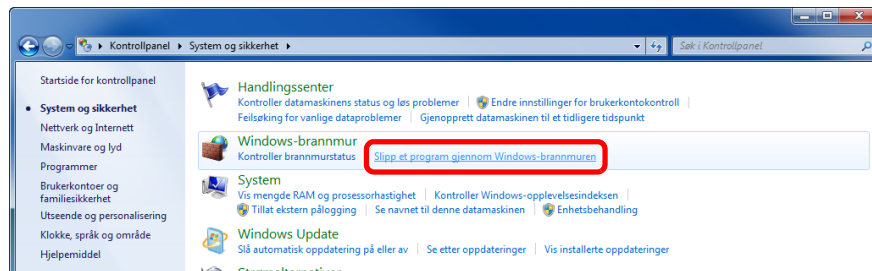 Kontrollpanel ▸ System og sikkerhet ▸ Søk i Kontrollpanel
Startside for kontrollpanel
System og sikkerhet
Nettverk og Internett
Maskinvare og lyd
Programmer
Brukerkontoer og
familiesikkerhet
Utseende og personalisering
Klokke, språk og område
Hjelpemiddel
Handlingssenter
Kontroller datamaskinens status og løs problemer Endre innstillinger for brukerkontokontroll
Feilsøking for vanlige dataproblemer Gjenopprett datamaskinen til et tidligere tidspunkt
Windows-brannmur
Kontroller brannmurstatus Slipp et program gjennom Windows-brannmuren
System
Vis mengde RAM og prosessorhastighet Kontroller Windows-opplevelsesindeksen
Tillat ekstern pålogging Se navnet til denne datamaskinen Enhetsbehandling
Windows Update
Slå automatisk oppdatering på eller av Se etter oppdateringer Vis installerte oppdateringer